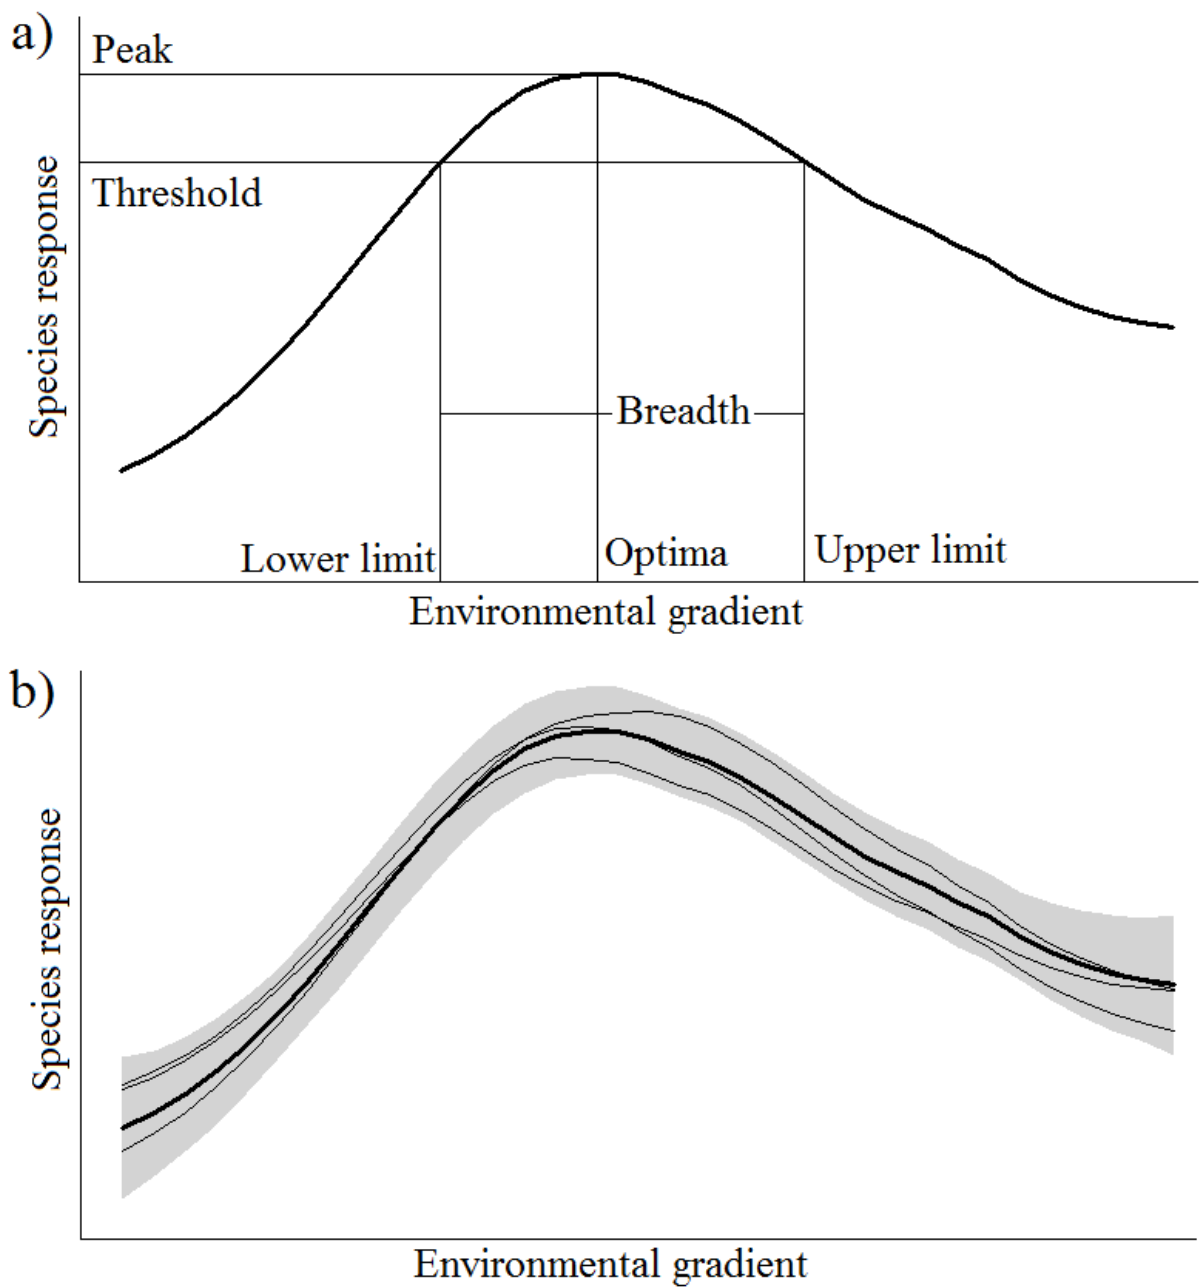 a)
Peak
Threshold
Species response
Breadth
Lower limit
Optima
Upper limit
Environmental gradient
b)
Species response
Environmental gradient